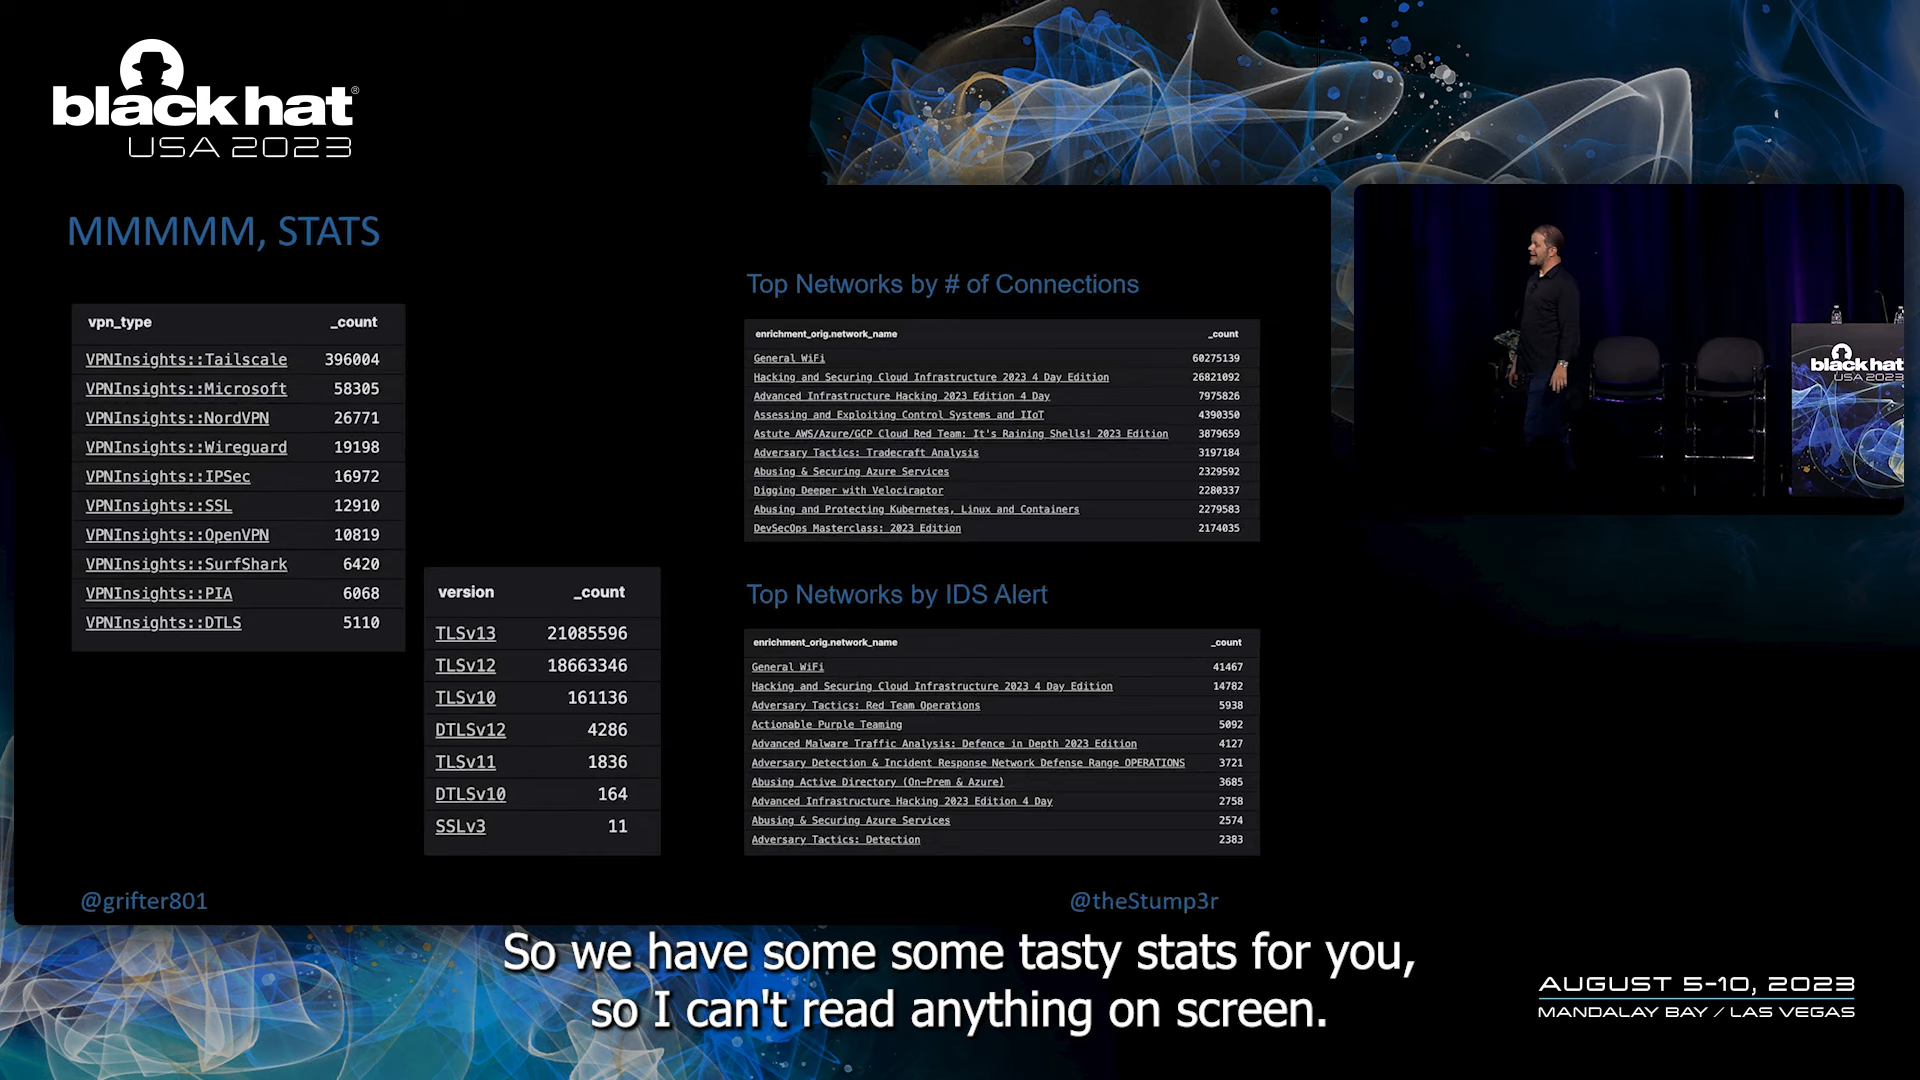 black hat®
USA 2023
MMMMM, STATS
vpn_type _count
VPNInsights::Tailscale 396004
VPNInsights::Microsoft 58305
VPNInsights::NordVPN 26771
VPNInsights::Wireguard 19198
VPNInsights::IPSec 16972
VPNInsights::SSL 12910
VPNInsights::OpenVPN 10819
VPNInsights::SurfShark 6420
VPNInsights::PIA 6068
VPNInsights::DTLS 5110
version _count
TLSv13 21085596
TLSv12 18663346
TLSv10 161136
DTLSv12 4286
TLSv11 1836
DTLSv10 164
SSLv3 11
Top Networks by # of Connections
enrichment_orig.network_name _count
General WiFi 60275139
Hacking and Securing Cloud Infrastructure 2023 4 Day Edition 26821092
Advanced Infrastructure Hacking 2023 Edition 4 Day 7975826
Assessing and Exploiting Control Systems and IIoT 4390350
Astute AWS/Azure/GCP Cloud Red Team: It's Raining Shells! 2023 Edition 3879659
Adversary Tactics: Tradecraft Analysis 3197184
Abusing & Securing Azure Services 2329592
Digging Deeper with Velociraptor 2280337
Abusing and Protecting Kubernetes, Linux and Containers 2279583
DevSecOps Masterclass: 2023 Edition 2174035
Top Networks by IDS Alert
enrichment_orig.network_name _count
General WiFi 41467
Hacking and Securing Cloud Infrastructure 2023 4 Day Edition 14782
Adversary Tactics: Red Team Operations 5938
Actionable Purple Teaming 5092
Advanced Malware Traffic Analysis: Defence in Depth 2023 Edition 4127
Adversary Detection & Incident Response Network Defense Range OPERATIONS 3721
Abusing Active Directory (On-Prem & Azure) 3685
Advanced Infrastructure Hacking 2023 Edition 4 Day 2758
Abusing & Securing Azure Services 2574
Adversary Tactics: Detection 2383
@grifter801
@theStump3r
black hat
USA 2023
So we have some some tasty stats for you,
so I can't read anything on screen.
AUGUST 5-10, 2023
MANDALAY BAY / LAS VEGAS